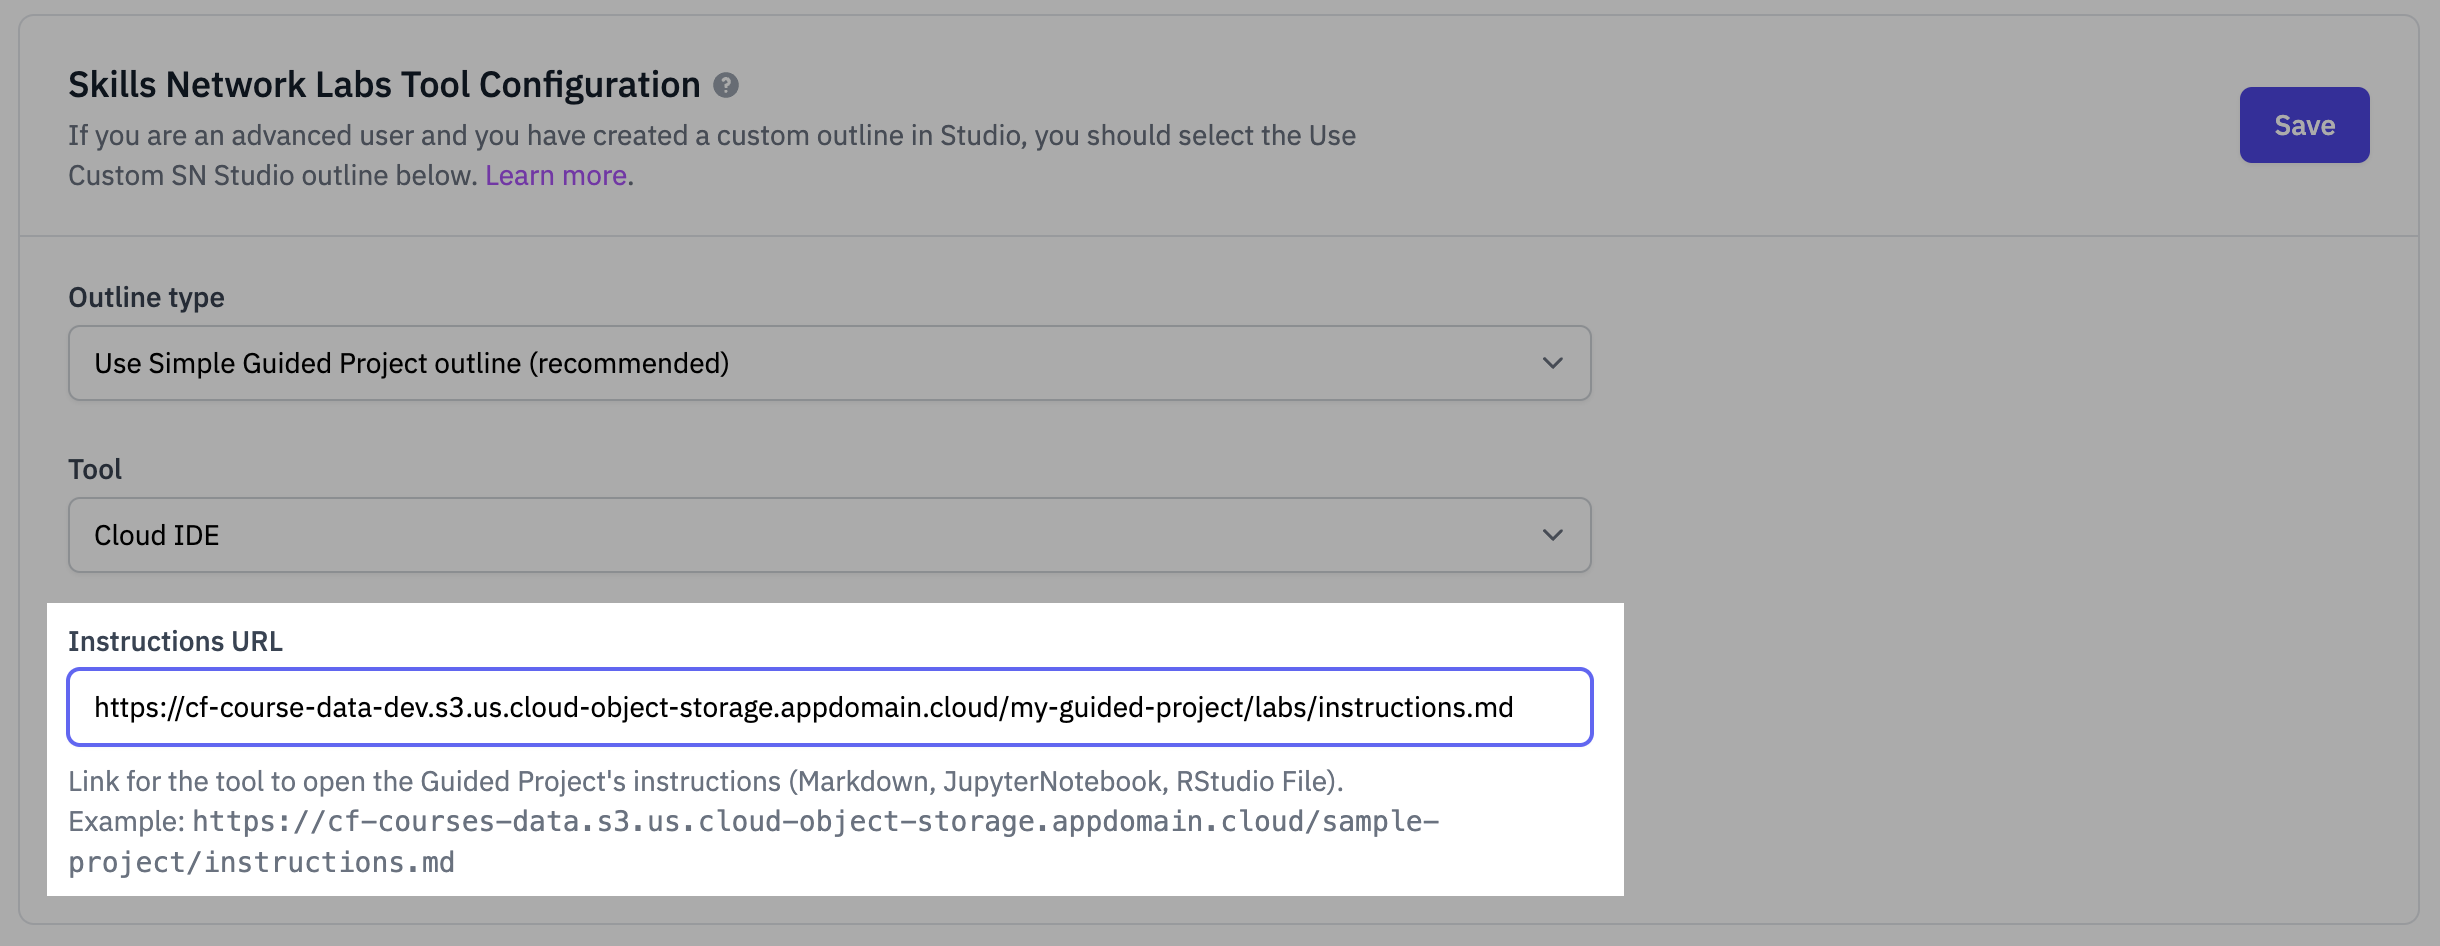 Skills Network Labs Tool Configuration ?
If you are an advanced user and you have created a custom outline in Studio, you should select the Use
Custom SN Studio outline below. Learn more.
Save
Outline type
Use Simple Guided Project outline (recommended)
Tool
Cloud IDE
Instructions URL
https://cf-course-data-dev.s3.us.cloud-object-storage.appdomain.cloud/my-guided-project/labs/instructions.md
Link for the tool to open the Guided Project's instructions (Markdown, JupyterNotebook, RStudio File).
Example: https://cf-courses-data.s3.us.cloud-object-storage.appdomain.cloud/sample-
project/instructions.md